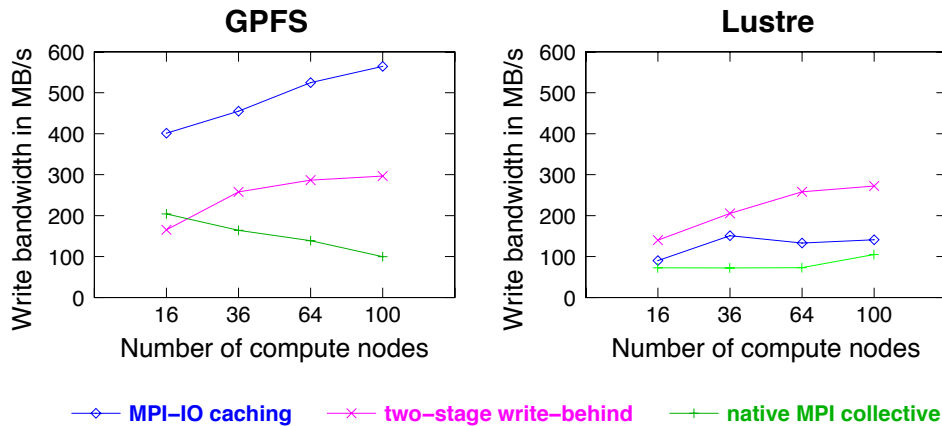 GPFS
Write bandwidth in MB/s
600
500
400
300
200
100
0
16 36 64 100
Number of compute nodes
Lustre
Write bandwidth in MB/s
600
500
400
300
200
100
0
16 36 64 100
Number of compute nodes
MPI–IO caching two–stage write–behind native MPI collective